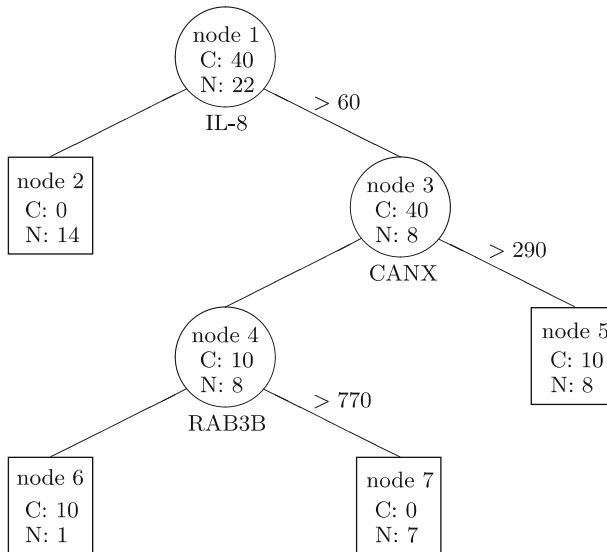 node 1
C: 40
N: 22
IL-8
> 60
node 2
C: 0
N: 14
node 3
C: 40
N: 8
CANX
> 290
node 4
C: 10
N: 8
RAB3B
> 770
node 5
C: 10
N: 8
node 6
C: 10
N: 1
node 7
C: 0
N: 7